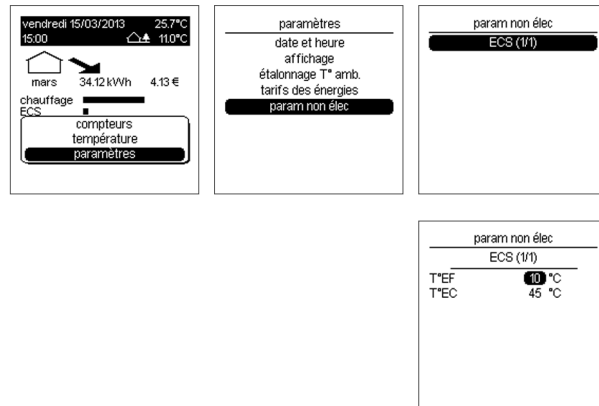 vendredi 15/03/2013 25.7°C
15:00 11.0°C
mars 34.12 kWh 4.13 €
chauffage
ECS
compteurs
température
paramètres
paramètres
date et heure
affichage
étalonnage T° amb.
tarifs des énergies
param non élec
param non élec
ECS (1/1)
param non élec
ECS (1/1)
T°EF 10 °C
T°EC 45 °C